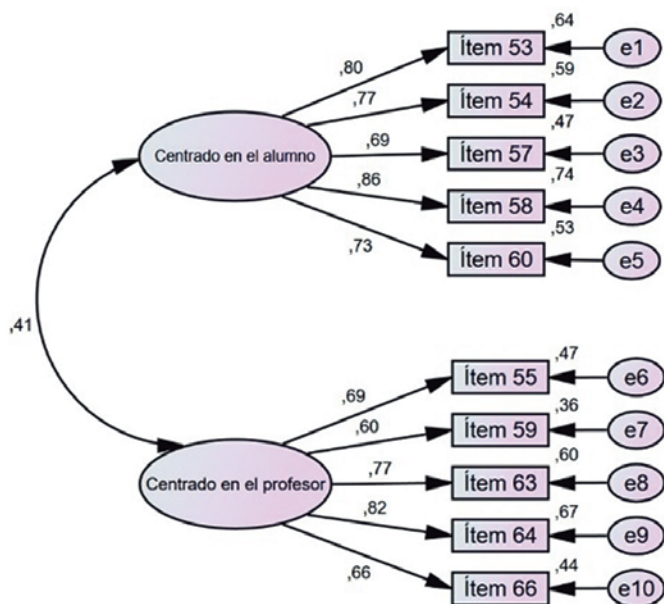 ,64
,80
Ítem 53
e1
,59
,77
Ítem 54
e2
,47
Centrado en el alumno
,69
Ítem 57
e3
,74
,86
Ítem 58
e4
,53
,73
Ítem 60
e5
,41
,47
,69
Ítem 55
e6
,36
,60
Ítem 59
e7
,60
Centrado en el profesor
,77
Ítem 63
e8
,67
,82
Ítem 64
e9
,44
,66
Ítem 66
e10